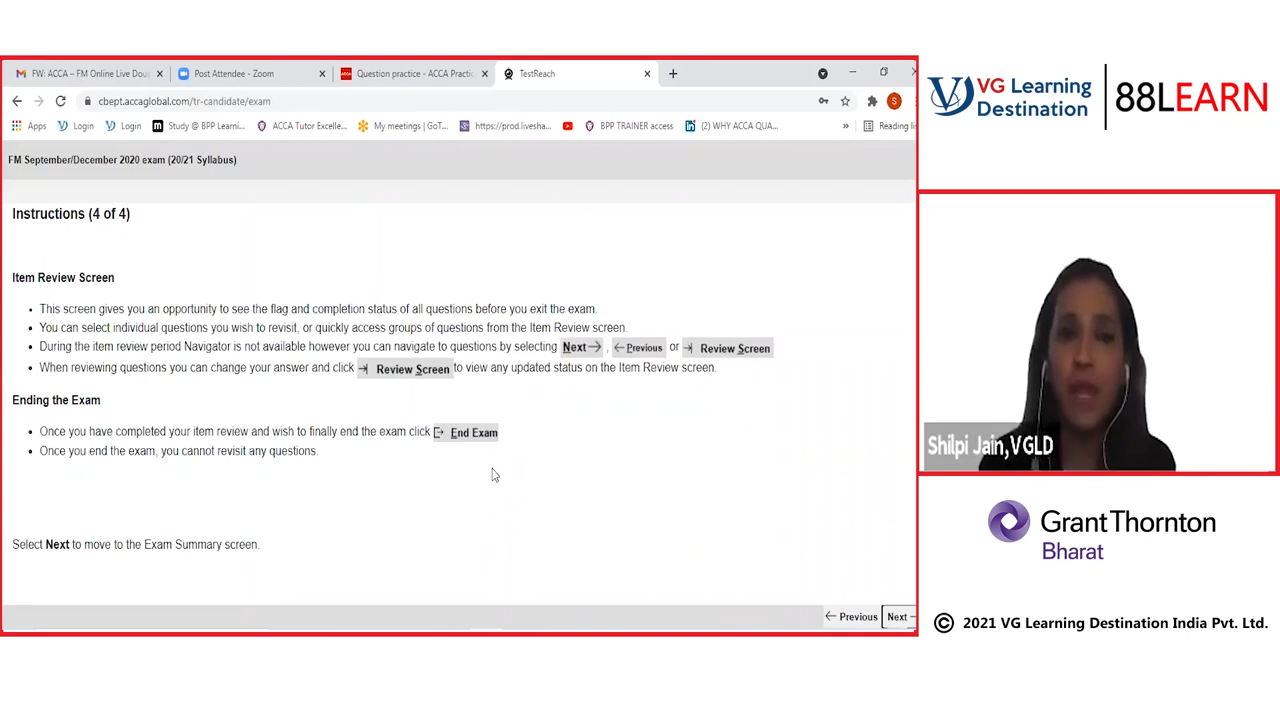 FW: ACCA – FM Online Live Dou
Post Attendee - Zoom
Question practice - ACCA Practic
TestReach
cbept.accaglobal.com/tr-candidate/exam
Apps
Login
Login
Study @ BPP Learni...
ACCA Tutor Excelle...
My meetings | GoT...
https://prod.livesha...
BPP TRAINER access
(2) WHY ACCA QUA...
»
Reading lis
FM September/December 2020 exam (20/21 Syllabus)
Instructions (4 of 4)
Item Review Screen
• This screen gives you an opportunity to see the flag and completion status of all questions before you exit the exam.
• You can select individual questions you wish to revisit, or quickly access groups of questions from the Item Review screen.
• During the item review period Navigator is not available however you can navigate to questions by selecting Next→ , ←Previous or →| Review Screen
• When reviewing questions you can change your answer and click →| Review Screen to view any updated status on the Item Review screen.
Ending the Exam
• Once you have completed your item review and wish to finally end the exam click End Exam
• Once you end the exam, you cannot revisit any questions.
Select Next to move to the Exam Summary screen.
← Previous
Next
VG Learning
Destination
88LEARN
Shilpi Jain,VGLD
Grant Thornton
Bharat
© 2021 VG Learning Destination India Pvt. Ltd.